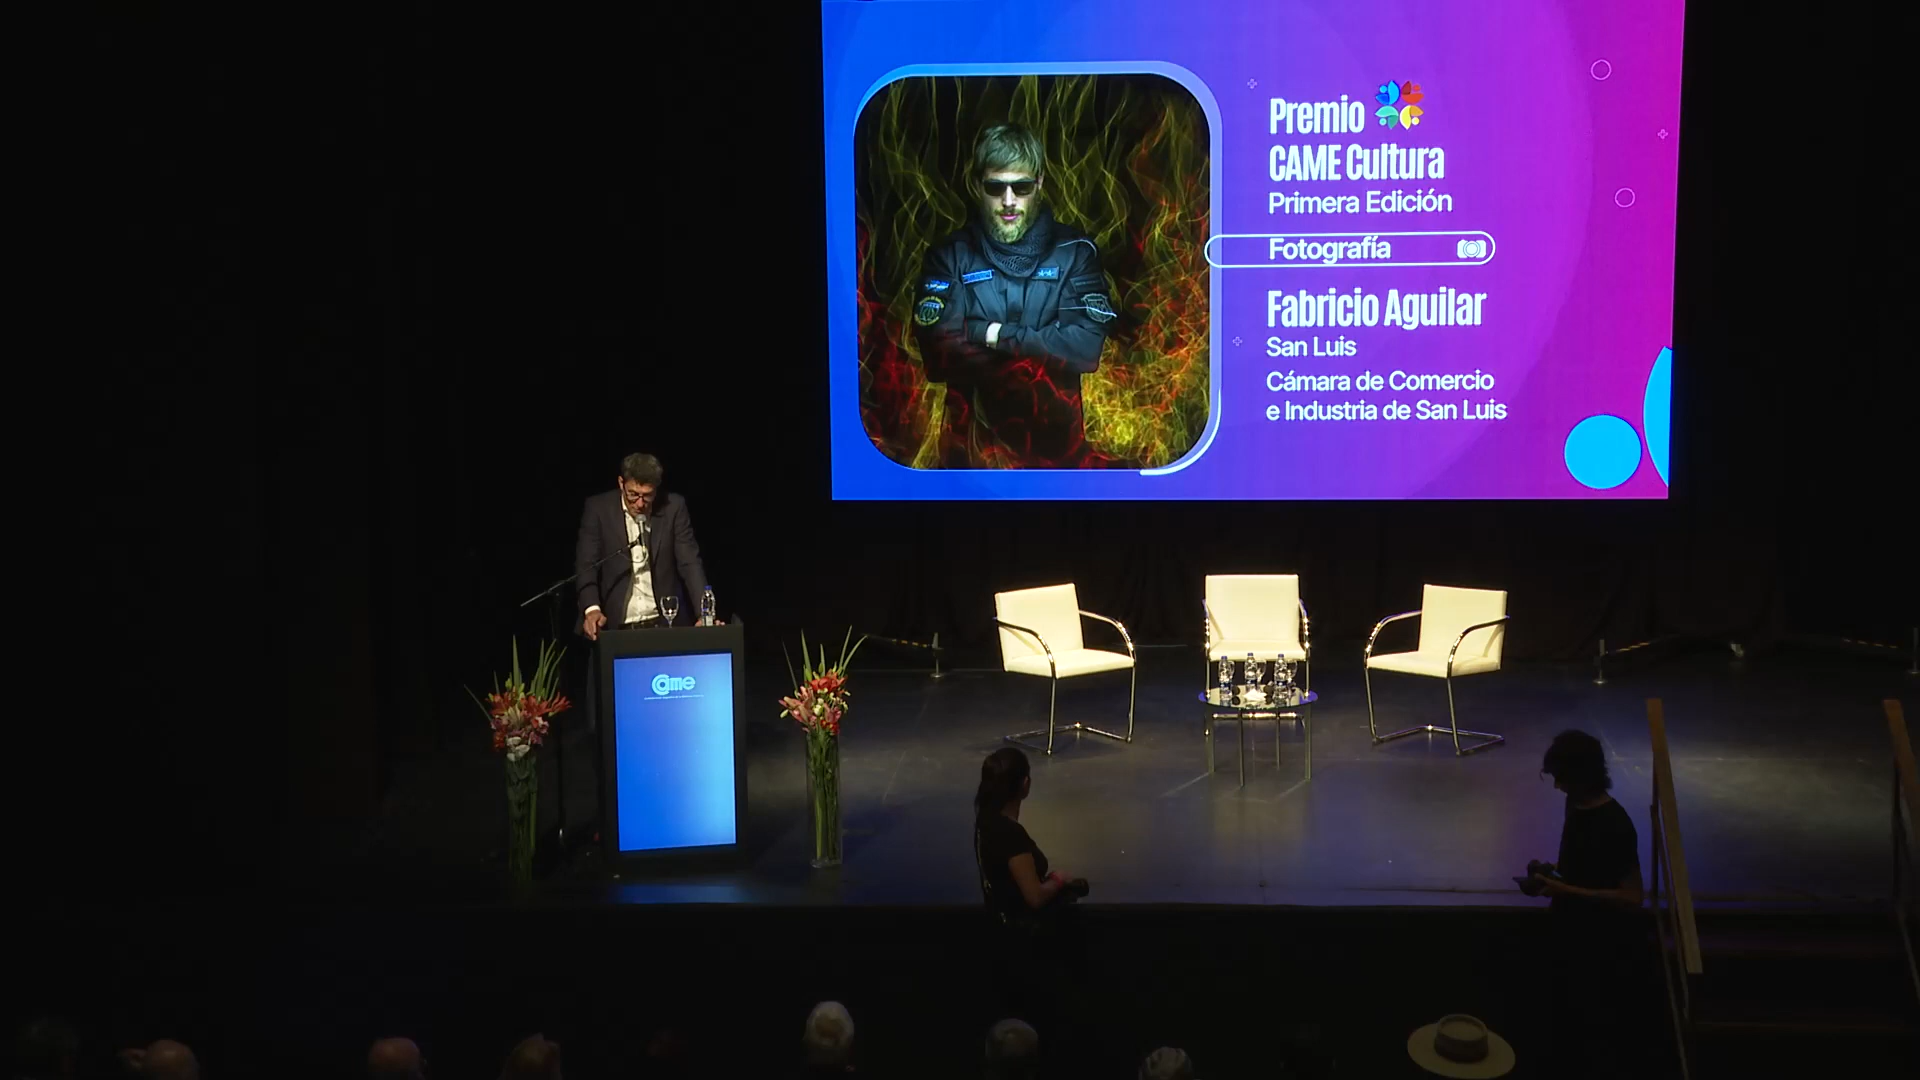 Premio
CAME Cultura
Primera Edición
Fotografía
Fabricio Aguilar
San Luis
Cámara de Comercio
e Industria de San Luis
came